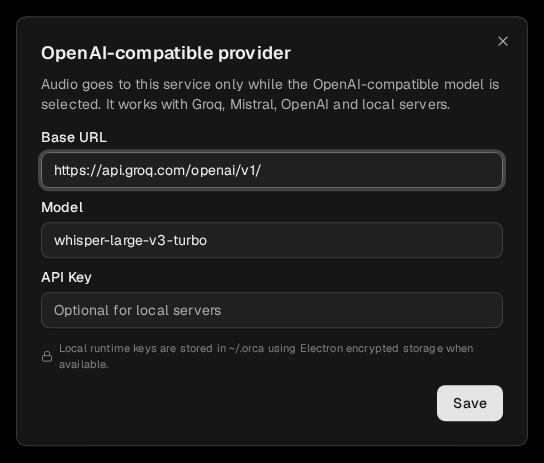 OpenAI-compatible provider
Audio goes to this service only while the OpenAI-compatible model is
selected. It works with Groq, Mistral, OpenAI and local servers.
Base URL
https://api.groq.com/openai/v1/
Model
whisper-large-v3-turbo
API Key
Optional for local servers
Local runtime keys are stored in ~/.orca using Electron encrypted storage when
available.
Save